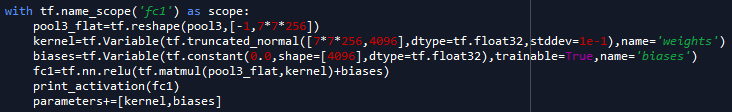 with tf.name_scope('fc1') as scope:
    pool3_flat=tf.reshape(pool3,[-1,7*7*256])
    kernel=tf.Variable(tf.truncated_normal([7*7*256,4096],dtype=tf.float32,stddev=1e-1),name='weights')
    biases=tf.Variable(tf.constant(0.0,shape=[4096],dtype=tf.float32),trainable=True,name='biases')
    fc1=tf.nn.relu(tf.matmul(pool3_flat,kernel)+biases)
    print_activation(fc1)
    parameters+=[kernel,biases]